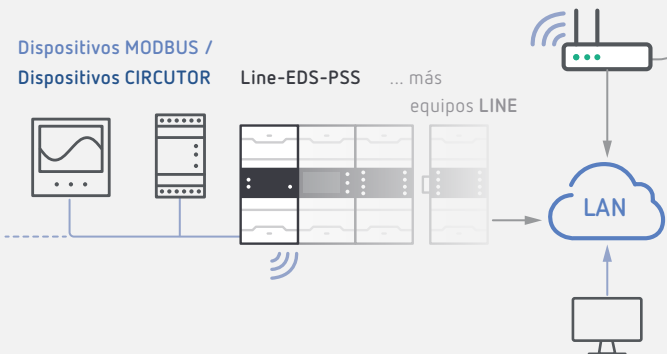 Dispositivos MODBUS /
Dispositivos CIRCUTOR
Line-EDS-PSS
... más
equipos LINE
LAN